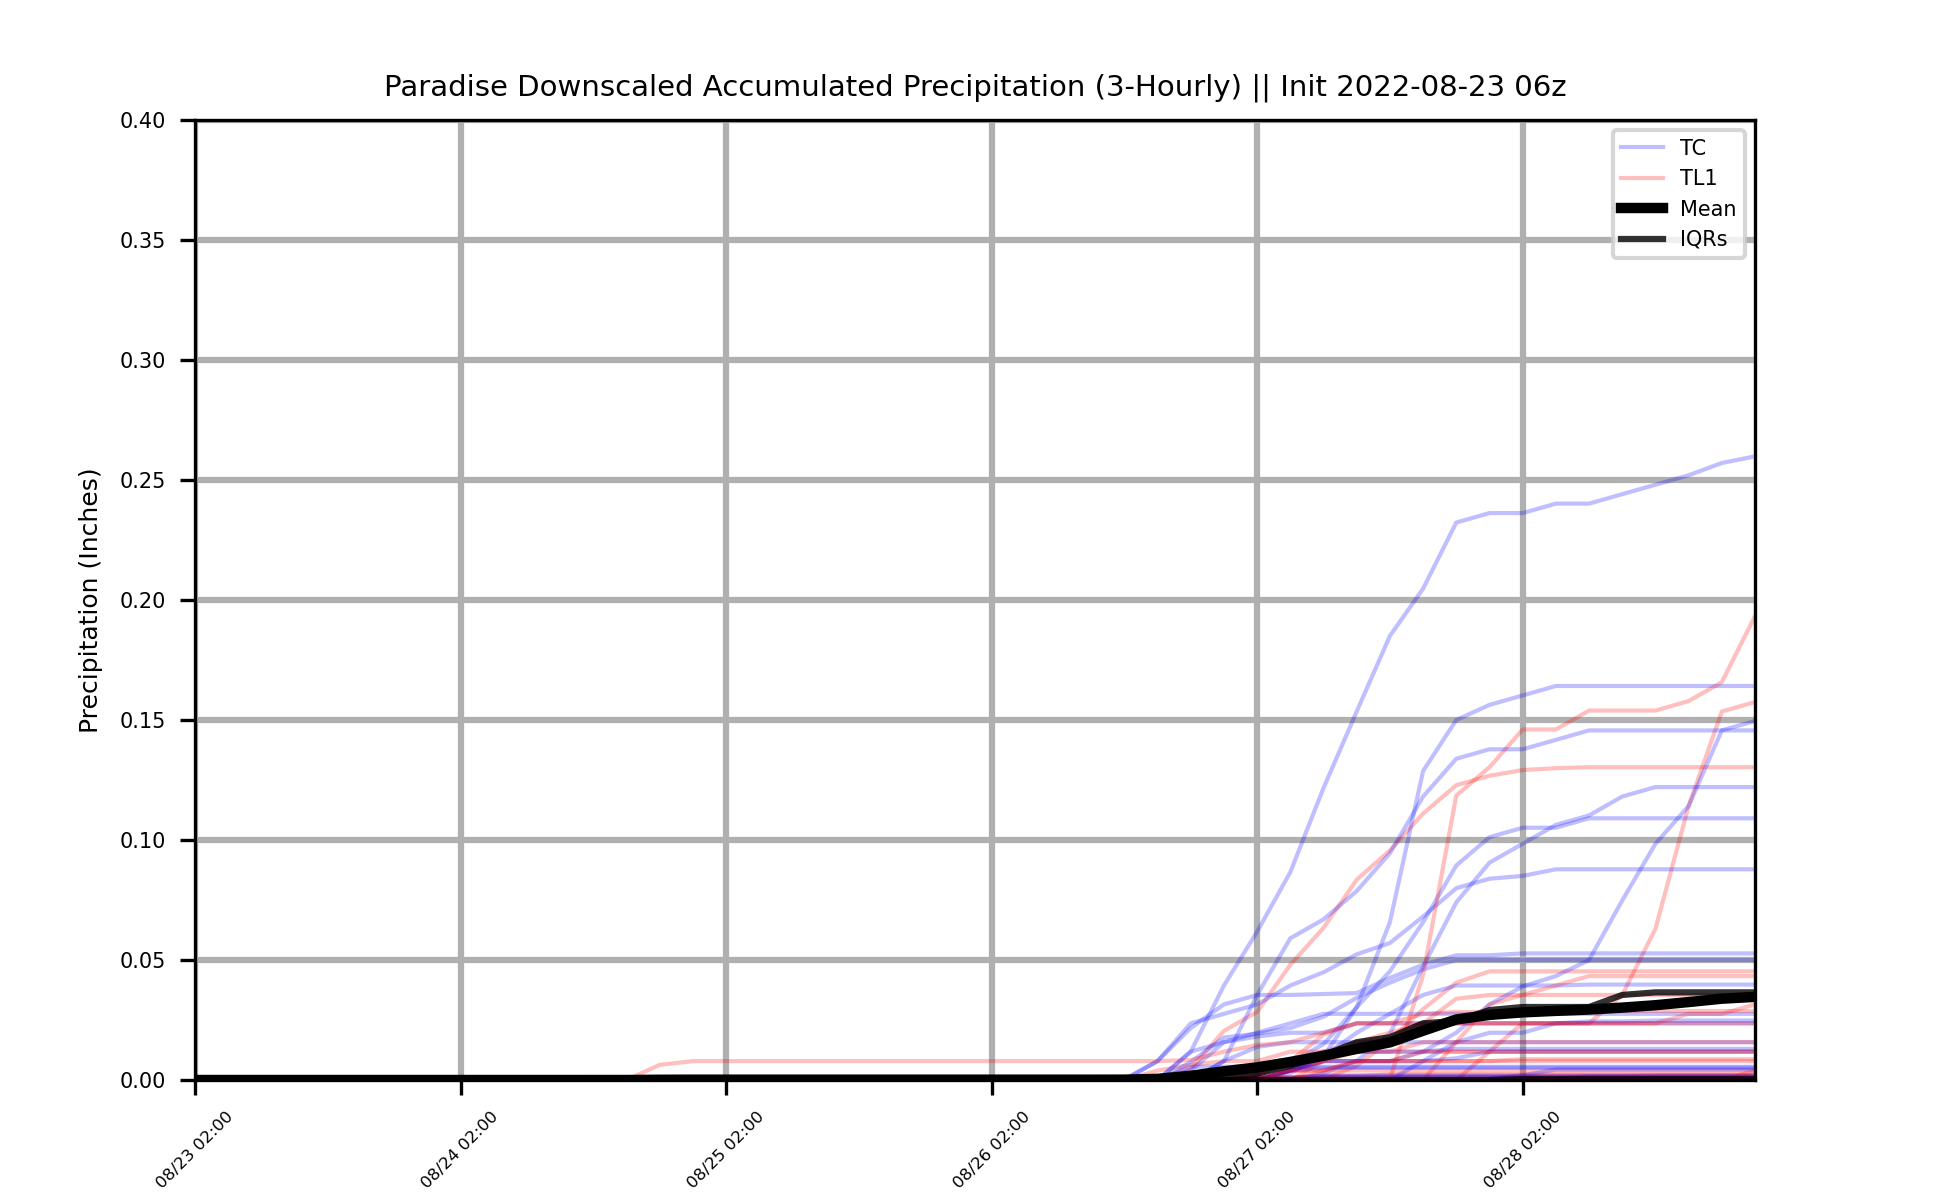 Paradise Downscaled Accumulated Precipitation (3-Hourly) || Init 2022-08-23 06z
TC
TL1
Mean
IQRs
Precipitation (Inches)
0.40
0.35
0.30
0.25
0.20
0.15
0.10
0.05
0.00
08/23 02:00
08/24 02:00
08/25 02:00
08/26 02:00
08/27 02:00
08/28 02:00